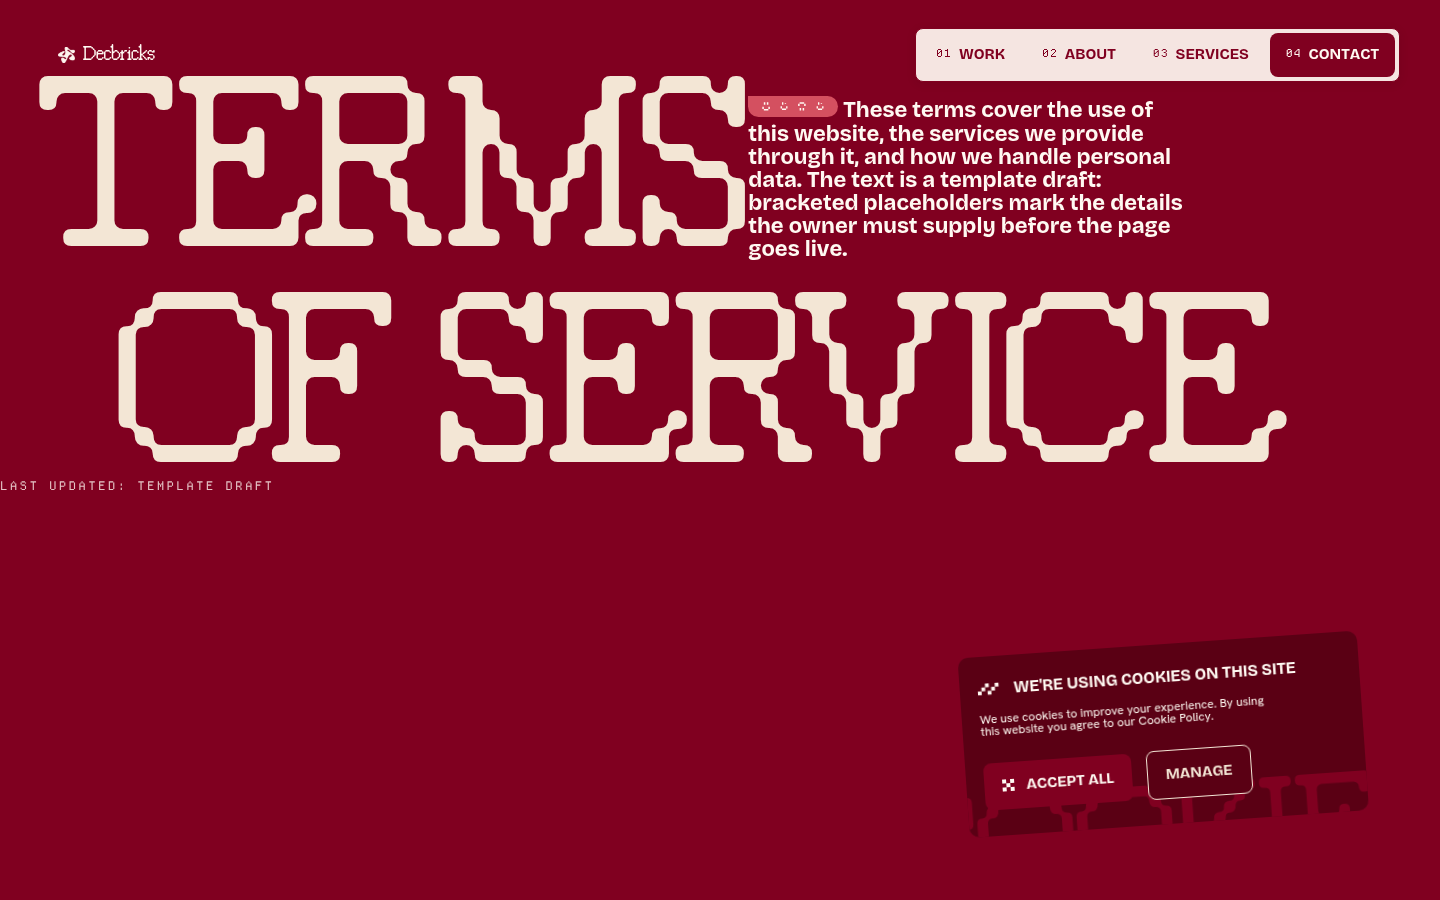 Decbricks
01 WORK
02 ABOUT
03 SERVICES
04 CONTACT
TERMS
These terms cover the use of
this website, the services we provide
through it, and how we handle personal
data. The text is a template draft:
bracketed placeholders mark the details
the owner must supply before the page
goes live.
OF SERVICE
LAST UPDATED: TEMPLATE DRAFT
WE'RE USING COOKIES ON THIS SITE
We use cookies to improve your experience. By using
this website you agree to our Cookie Policy.
ACCEPT ALL
MANAGE